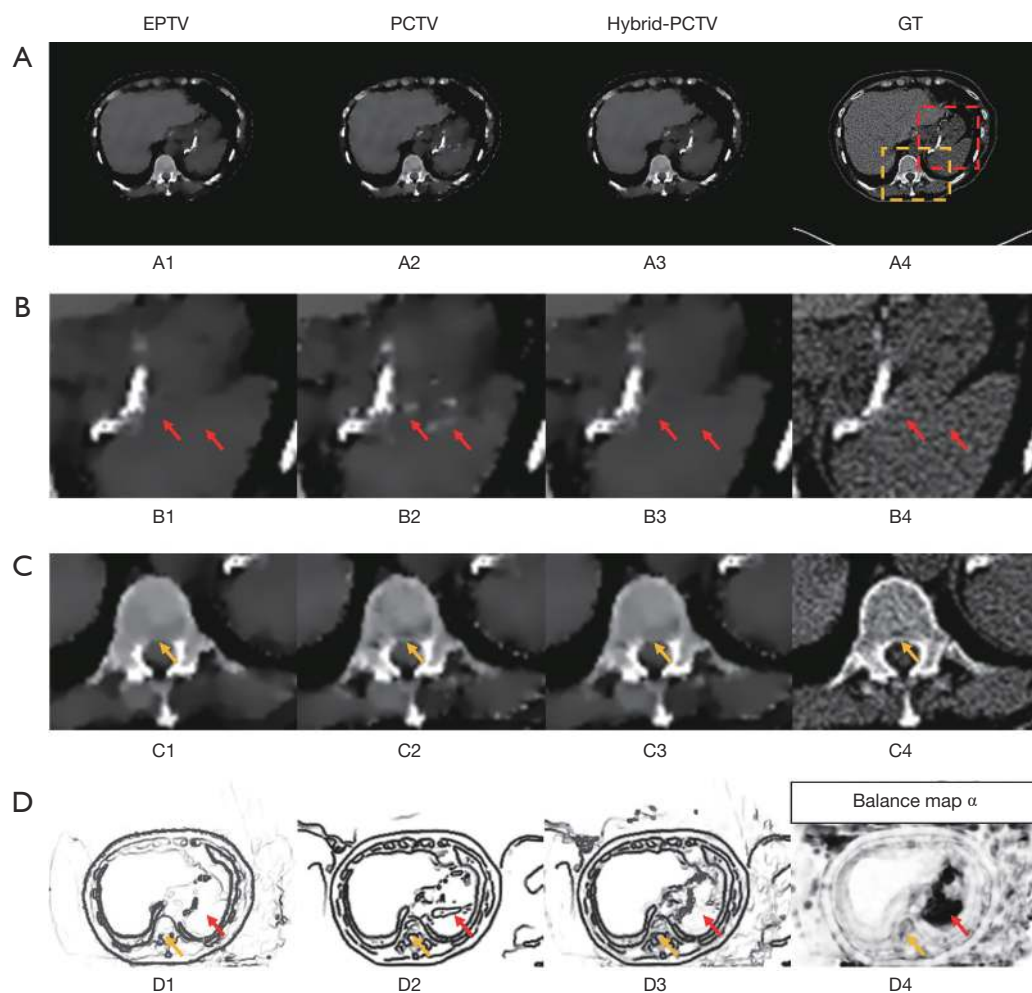 EPTV PCTV Hybrid-PCTV GT
A
A1 A2 A3 A4
B
B1 B2 B3 B4
C
C1 C2 C3 C4
D
Balance map α
D1 D2 D3 D4